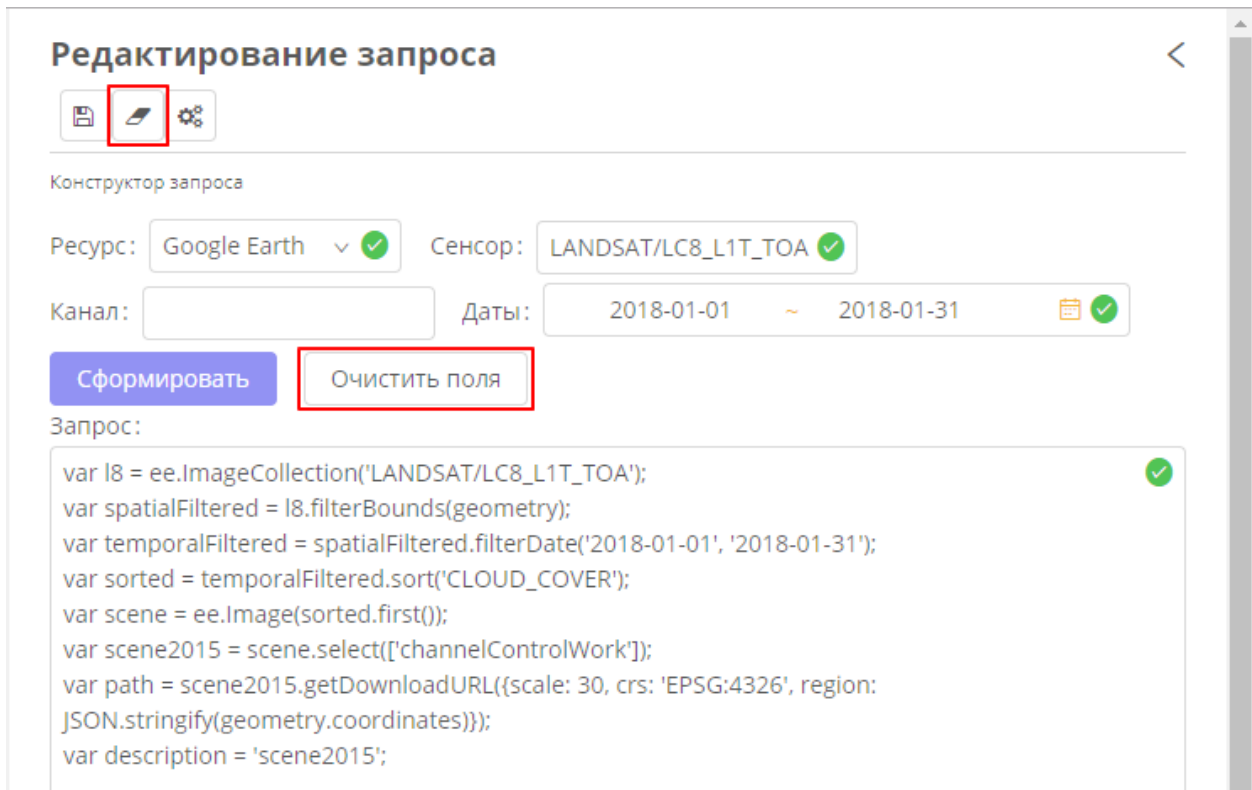 Редактирование запроса
Конструктор запроса
Ресурс: Google Earth Сенсор: LANDSAT/LC8_L1T_TOA
Канал: Даты: 2018-01-01 ~ 2018-01-31
Сформировать Очистить поля
Запрос:
var l8 = ee.ImageCollection('LANDSAT/LC8_L1T_TOA');
var spatialFiltered = l8.filterBounds(geometry);
var temporalFiltered = spatialFiltered.filterDate('2018-01-01', '2018-01-31');
var sorted = temporalFiltered.sort('CLOUD_COVER');
var scene = ee.Image(sorted.first());
var scene2015 = scene.select(['channelControlWork']);
var path = scene2015.getDownloadURL({scale: 30, crs: 'EPSG:4326', region:
JSON.stringify(geometry.coordinates)});
var description = 'scene2015';